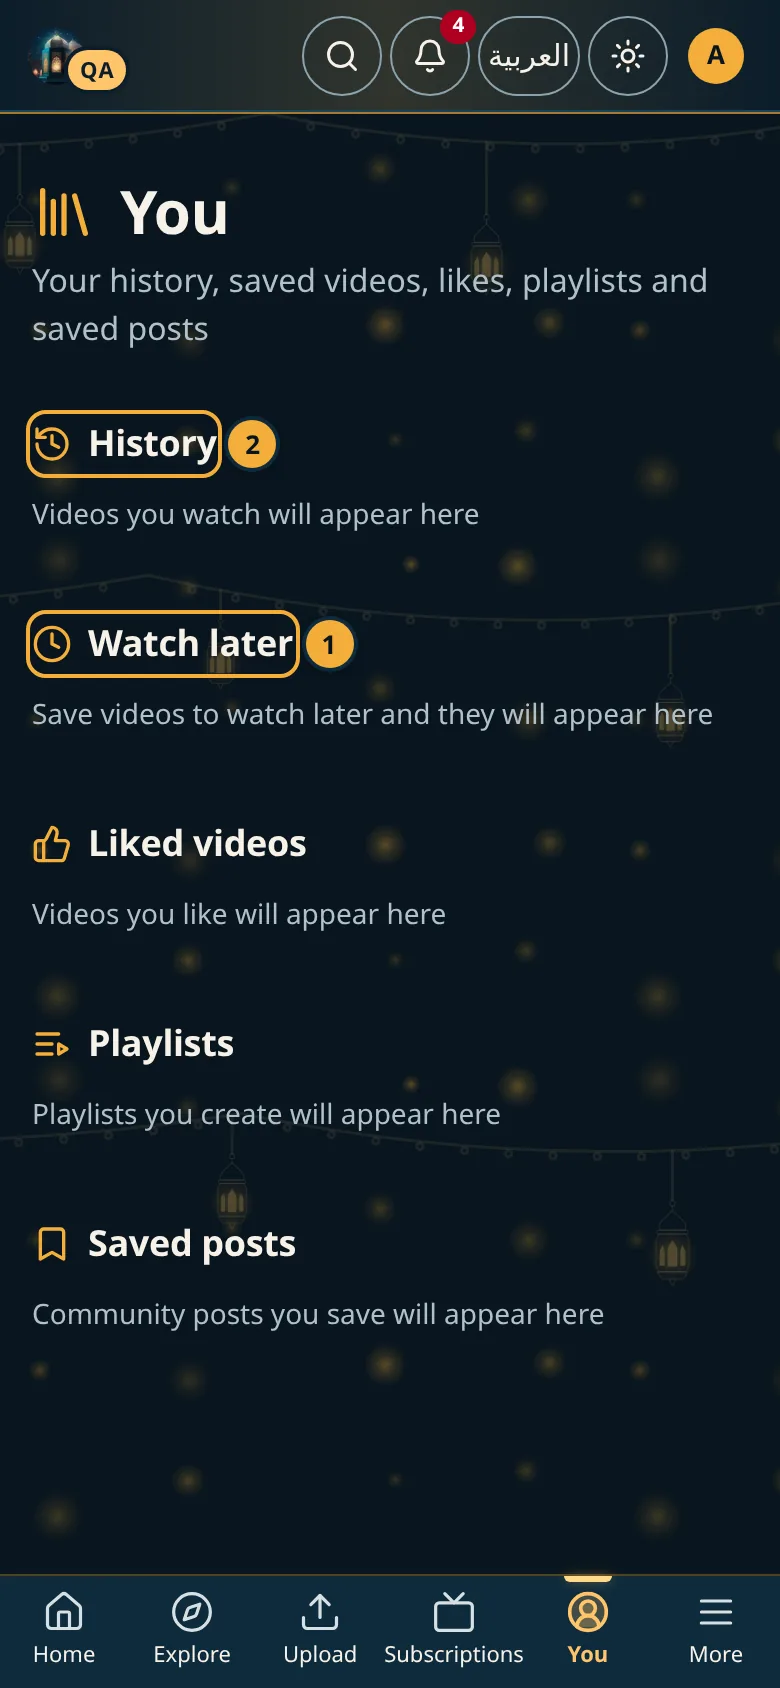 QA
4
العربية
A
You
Your history, saved videos, likes, playlists and
saved posts
History 2
Videos you watch will appear here
Watch later 1
Save videos to watch later and they will appear here
Liked videos
Videos you like will appear here
Playlists
Playlists you create will appear here
Saved posts
Community posts you save will appear here
Home Explore Upload Subscriptions You More